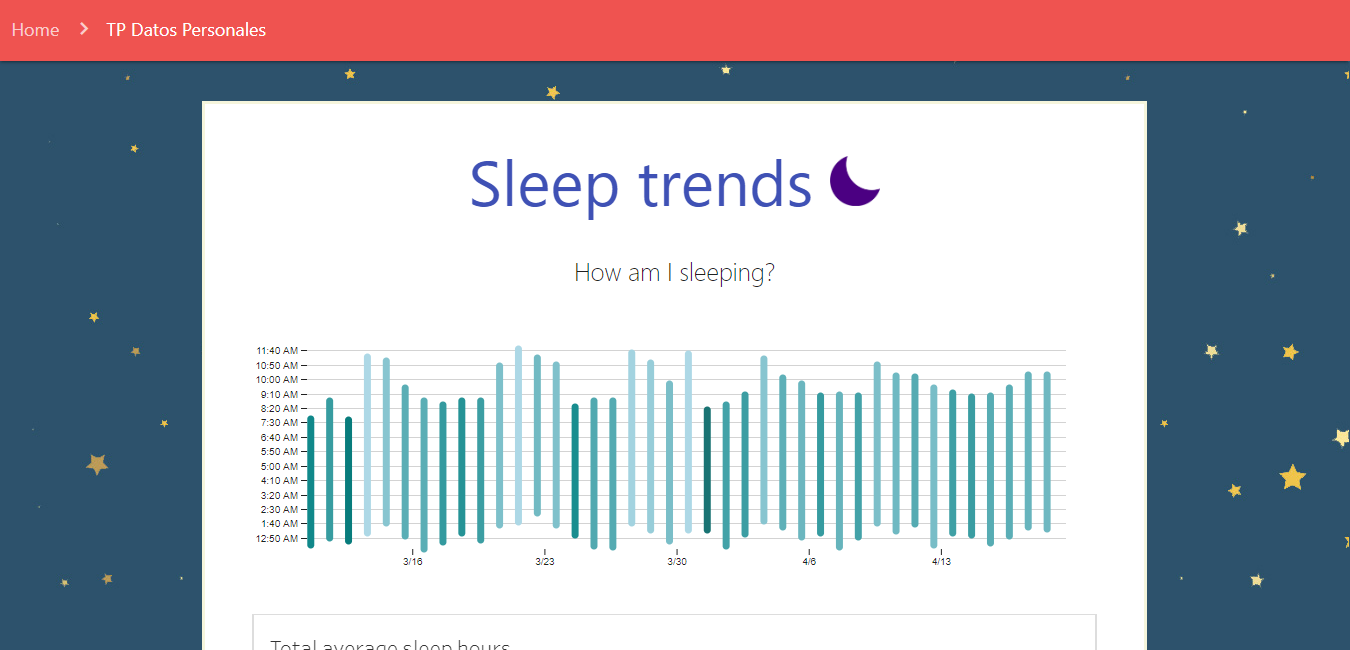 Home > TP Datos Personales
Sleep trends
How am I sleeping?
11:40 AM
10:50 AM
10:00 AM
9:10 AM
8:20 AM
7:30 AM
6:40 AM
5:50 AM
5:00 AM
4:10 AM
3:20 AM
2:30 AM
1:40 AM
12:50 AM
3/16 3/23 3/30 4/6 4/13
Total average sleep hours